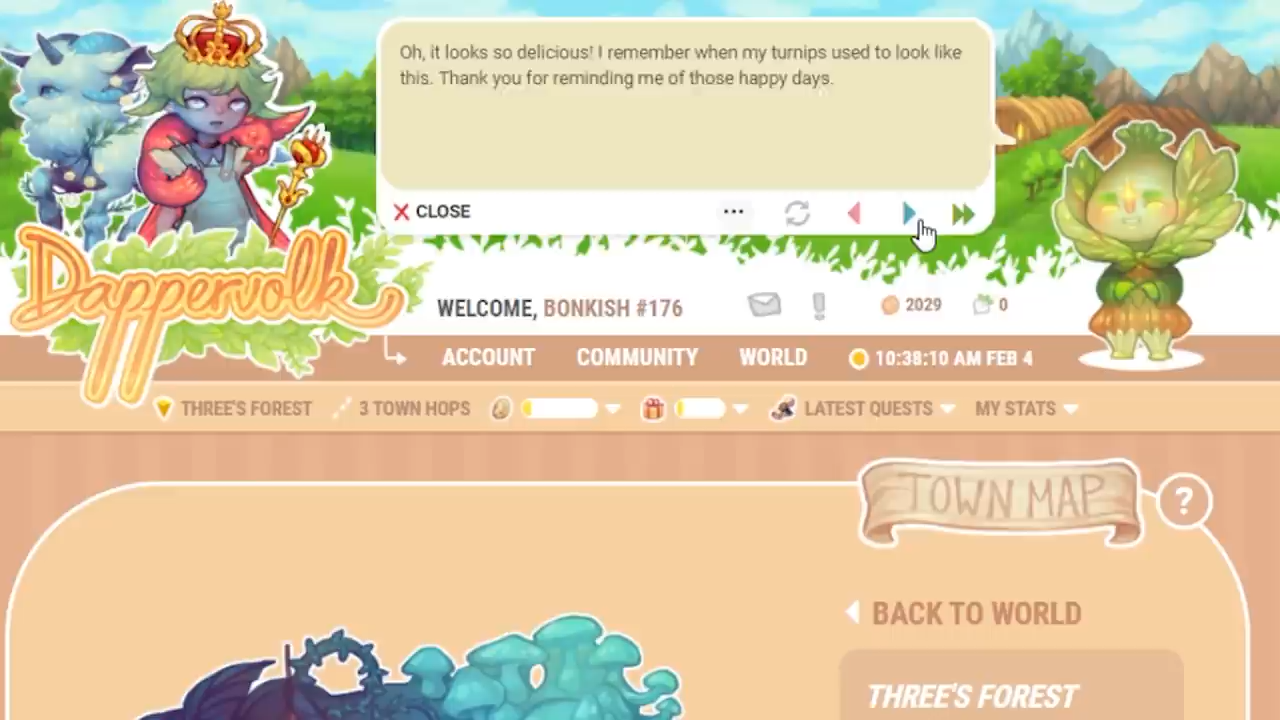 Oh, it looks so delicious! I remember when my turnips used to look like
this. Thank you for reminding me of those happy days.
CLOSE
Dappervolk
WELCOME, BONKISH #176
2029
0
ACCOUNT
COMMUNITY
WORLD
10:38:10 AM FEB 4
THREE'S FOREST
3 TOWN HOPS
LATEST QUESTS
MY STATS
TOWN MAP
?
BACK TO WORLD
THREE'S FOREST